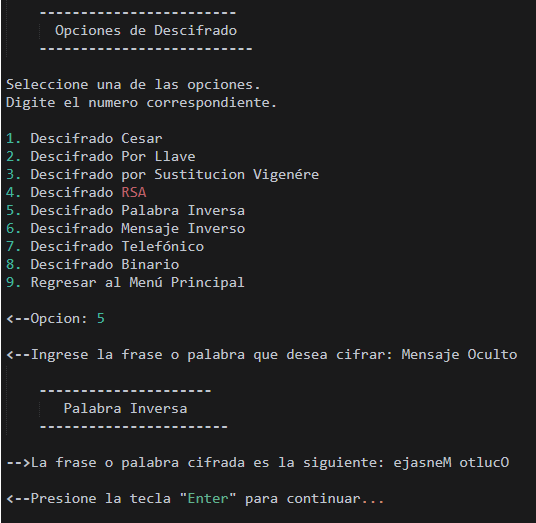 ------------------------
Opciones de Descifrado
--------------------------
Seleccione una de las opciones.
Digite el numero correspondiente.
1. Descifrado Cesar
2. Descifrado Por Llave
3. Descifrado por Sustitucion Vigenére
4. Descifrado RSA
5. Descifrado Palabra Inversa
6. Descifrado Mensaje Inverso
7. Descifrado Telefónico
8. Descifrado Binario
9. Regresar al Menú Principal
<--Opcion: 5
<--Ingrese la frase o palabra que desea cifrar: Mensaje Oculto
---------------------
Palabra Inversa
-----------------------
-->La frase o palabra cifrada es la siguiente: ejasneM otlucO
<--Presione la tecla "Enter" para continuar...